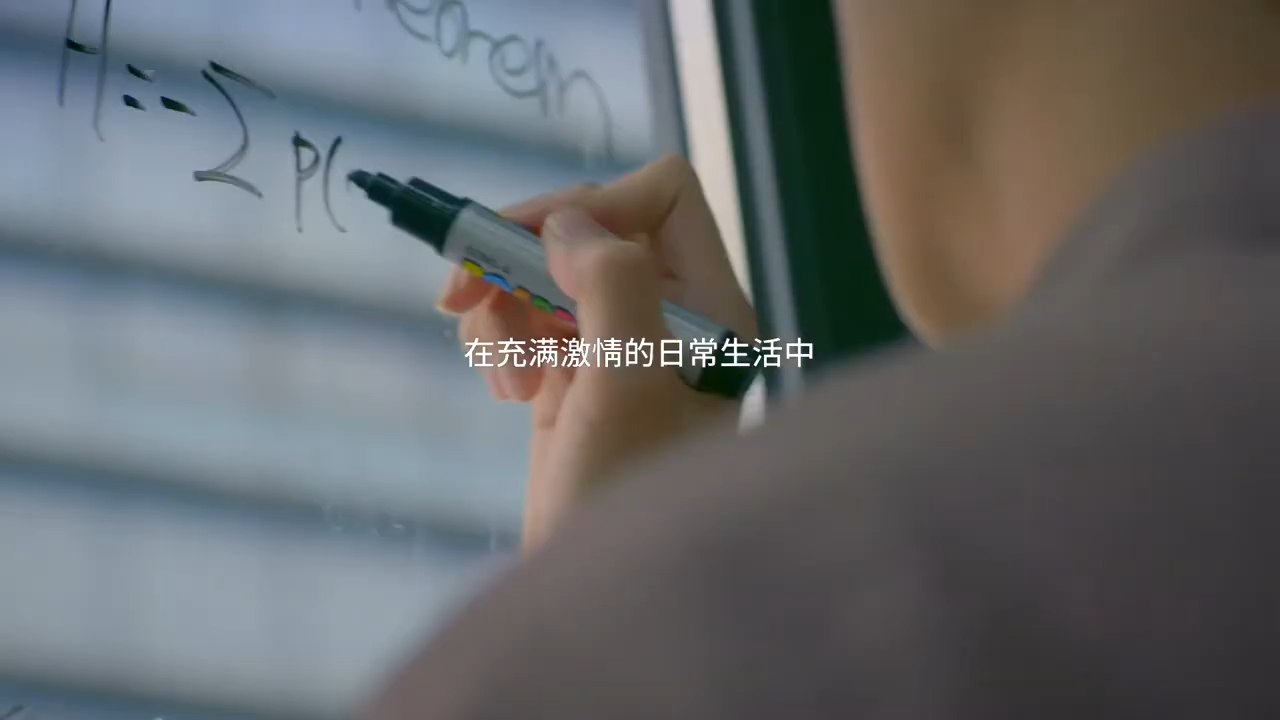 H = Σ p(
在充满激情的日常生活中